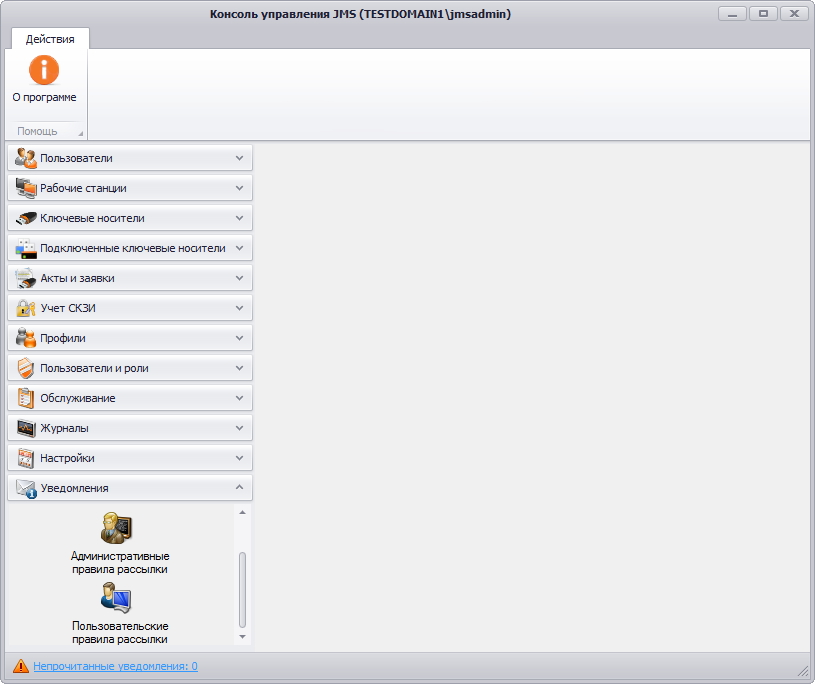 Консоль управления JMS (TESTDOMAIN1\jmsadmin)
Действия
О программе
Помощь
Пользователи
Рабочие станции
Ключевые носители
Подключенные ключевые носители
Акты и заявки
Учет СКЗИ
Профили
Пользователи и роли
Обслуживание
Журналы
Настройки
Уведомления
Административные
правила рассылки
Пользовательские
правила рассылки
Непрочитанные уведомления: 0